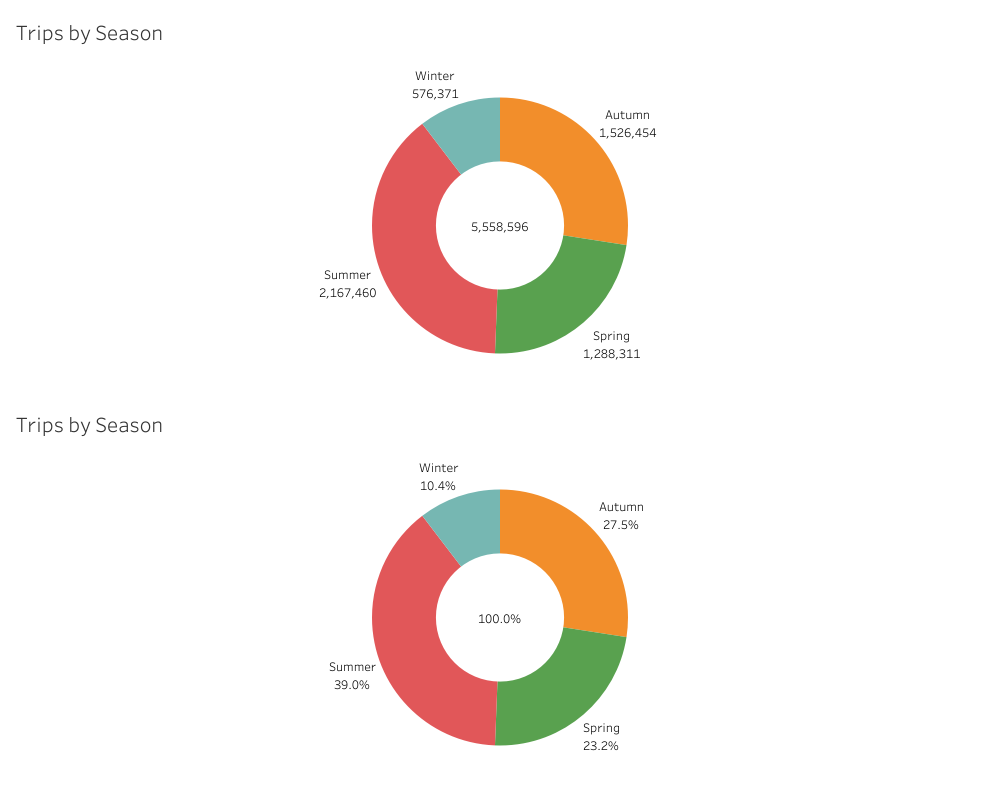 Trips by Season
Winter
576,371
Autumn
1,526,454
5,558,596
Summer
2,167,460
Spring
1,288,311
Trips by Season
Winter
10.4%
Autumn
27.5%
100.0%
Summer
39.0%
Spring
23.2%